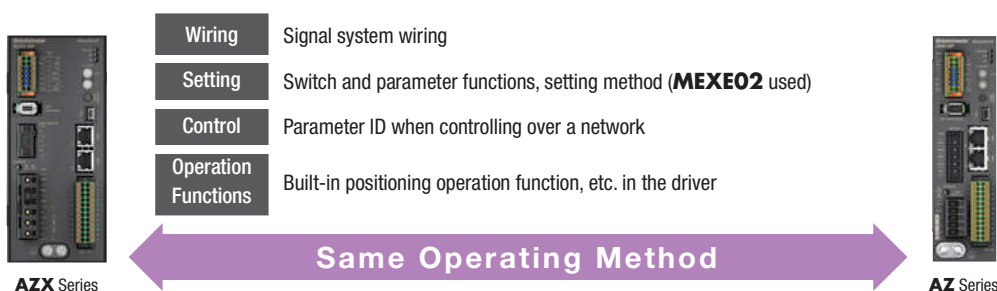 Wiring Signal system wiring
Setting Switch and parameter functions, setting method (MEXE02 used)
Control Parameter ID when controlling over a network
Operation
Functions
Built-in positioning operation function, etc. in the driver
Same Operating Method
AZX Series
AZ Series